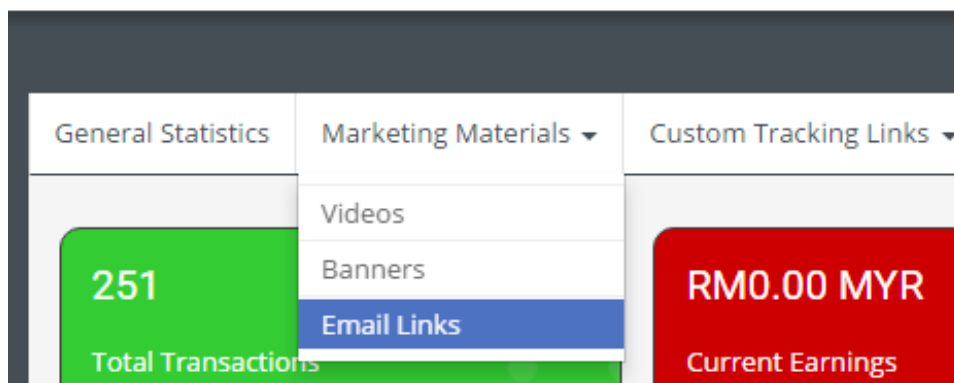 General Statistics
Marketing Materials
Custom Tracking Links
Videos
Banners
Email Links
251
Total Transactions
RM0.00 MYR
Current Earnings